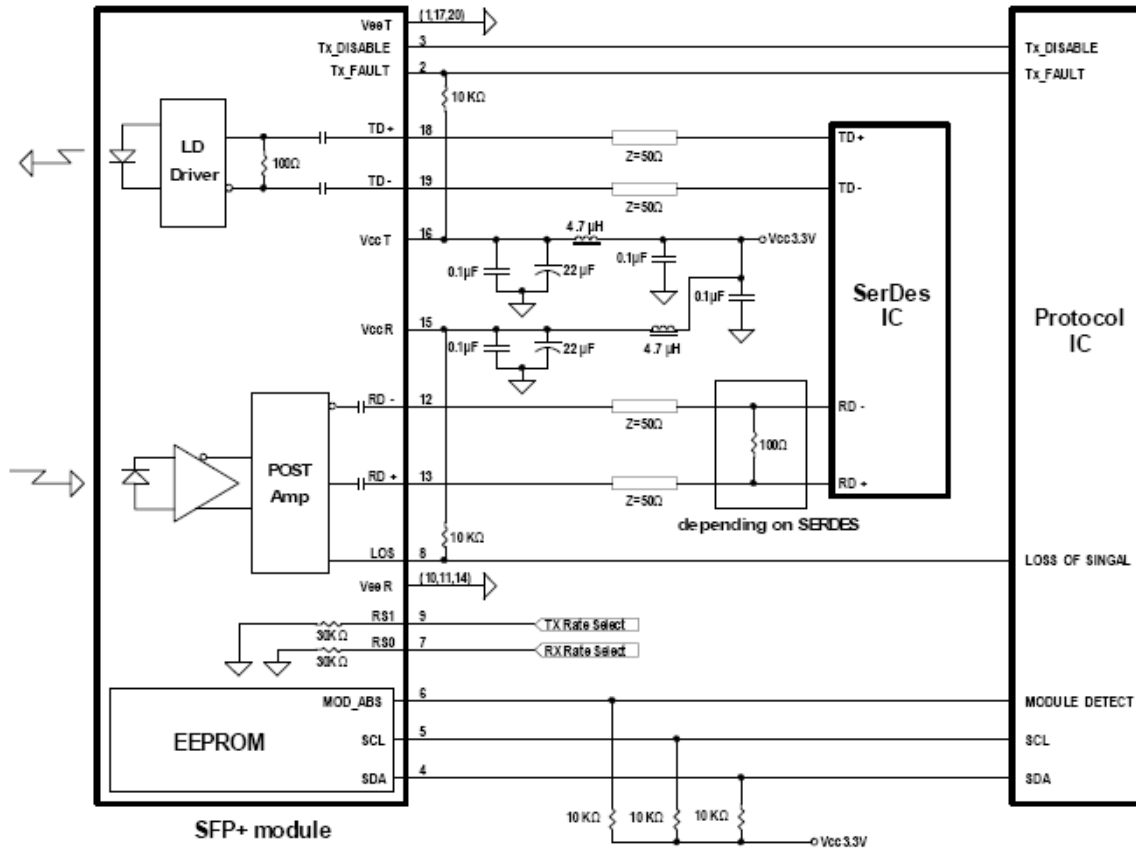 VeeT
(1,17,20)
Tx_DISABLE
3
Tx_DISABLE
Tx_FAULT
2
Tx_FAULT
10 KΩ
LD
Driver
100Ω
TD+
18
Z=50Ω
TD+
TD -
19
Z=50Ω
TD -
VccT
16
4.7 µH
Vcc3.3V
0.1µF
22 µF
0.1µF
0.1µF
SerDes
IC
Protocol
IC
VccR
15
0.1µF
22 µF
4.7 µH
RD -
12
Z=50Ω
RD -
100Ω
POST
Amp
RD +
13
Z=50Ω
RD +
depending on SERDES
10 KΩ
LOS
8
LOSS OF SINGAL
VeeR
(10,11,14)
RS1
9
TX Rate Select
30KΩ
RS0
7
RX Rate Select
30KΩ
MOD_ABS
6
MODULE DETECT
EEPROM
SCL
5
SCL
SDA
4
SDA
10 KΩ
10 KΩ
10 KΩ
Vcc3.3V
SFP+ module